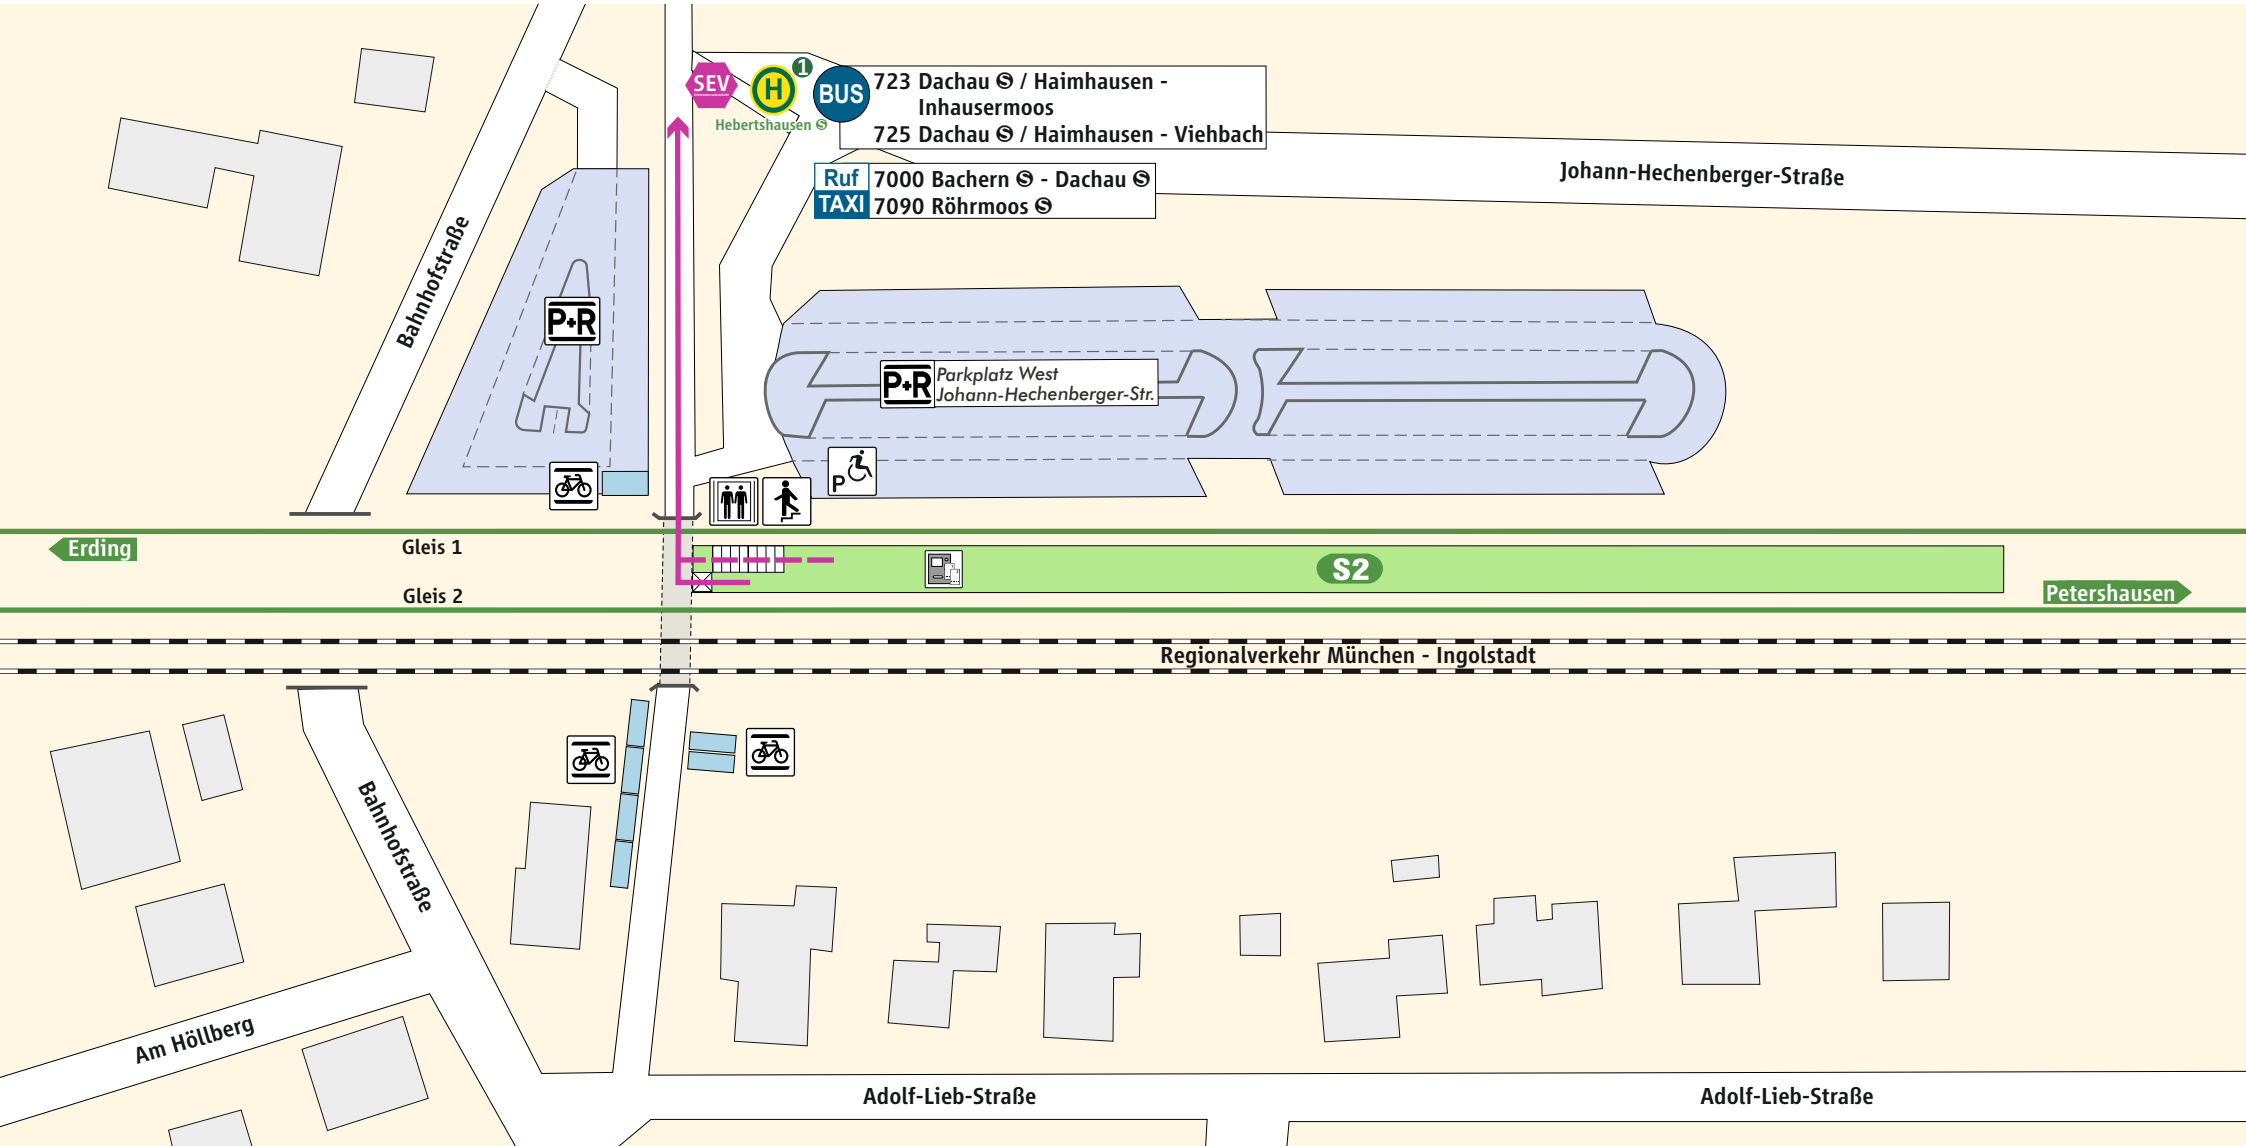 SEV
H
1
BUS
723 Dachau S / Haimhausen -
Inhausermoos
725 Dachau S / Haimhausen - Viehbach
Hebertshausen S
Ruf
TAXI
7000 Bachern S - Dachau S
7090 Röhrmoos S
Johann-Hechenberger-Straße
Bahnhofstraße
P+R
P+R
Parkplatz West
Johann-Hechenberger-Str.
P
Erding
Gleis 1
S2
Gleis 2
Petershausen
Regionalverkehr München - Ingolstadt
Bahnhofstraße
Am Höllberg
Adolf-Lieb-Straße
Adolf-Lieb-Straße